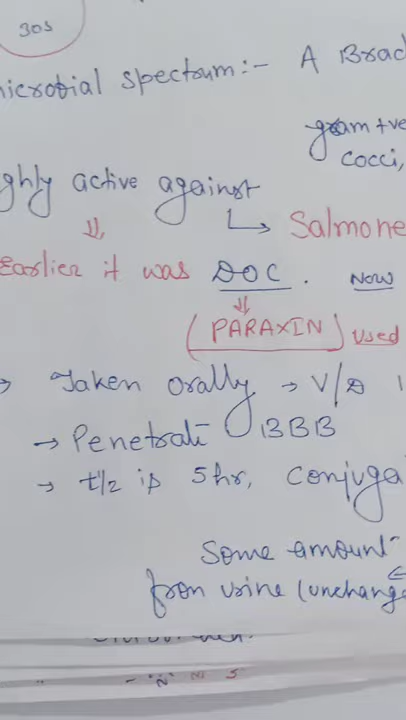 30s
microbial spectrum:- A Broad
gram +ve
cocci,
ghly active against
↳ Salmone
⇓
Earlier it was DOC. Now
⇓
(PARAXIN) used
→ Taken orally → V/D
→ Penetrate BBB
→ t/2 is 5hr, conjuga
Some amount
from urine (unchang